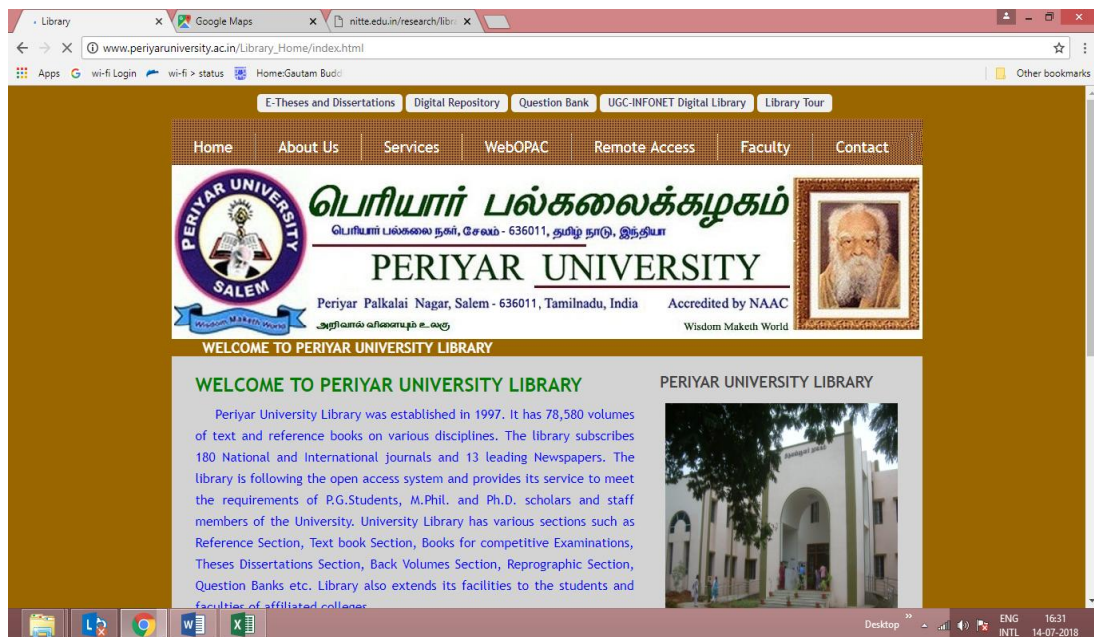 Library
Google Maps
nitte.edu.in/research/libr
www.periyaruniversity.ac.in/Library_Home/index.html
Apps
wi-fi Login
wi-fi > status
Home:Gautam Budd
Other bookmarks
E-Theses and Dissertations
Digital Repository
Question Bank
UGC-INFONET Digital Library
Library Tour
Home
About Us
Services
WebOPAC
Remote Access
Faculty
Contact
PERIYAR UNIVERSITY
SALEM
Wisdom Maketh World
பெரியார் பல்கலைக்கழகம்
பெரியார் பல்கலை நகர், சேலம் - 636011, தமிழ் நாடு, இந்தியா
PERIYAR UNIVERSITY
Periyar Palkalai Nagar, Salem - 636011, Tamilnadu, India
Accredited by NAAC
அறிவால் விளையும் உலகு
Wisdom Maketh World
WELCOME TO PERIYAR UNIVERSITY LIBRARY
WELCOME TO PERIYAR UNIVERSITY LIBRARY
Periyar University Library was established in 1997. It has 78,580 volumes
of text and reference books on various disciplines. The library subscribes
180 National and International journals and 13 leading Newspapers. The
library is following the open access system and provides its service to meet
the requirements of P.G.Students, M.Phil. and Ph.D. scholars and staff
members of the University. University Library has various sections such as
Reference Section, Text book Section, Books for competitive Examinations,
Theses Dissertations Section, Back Volumes Section, Reprographic Section,
Question Banks etc. Library also extends its facilities to the students and
faculties of affiliated colleges.
PERIYAR UNIVERSITY LIBRARY
Desktop
ENG
INTL
16:31
14-07-2018